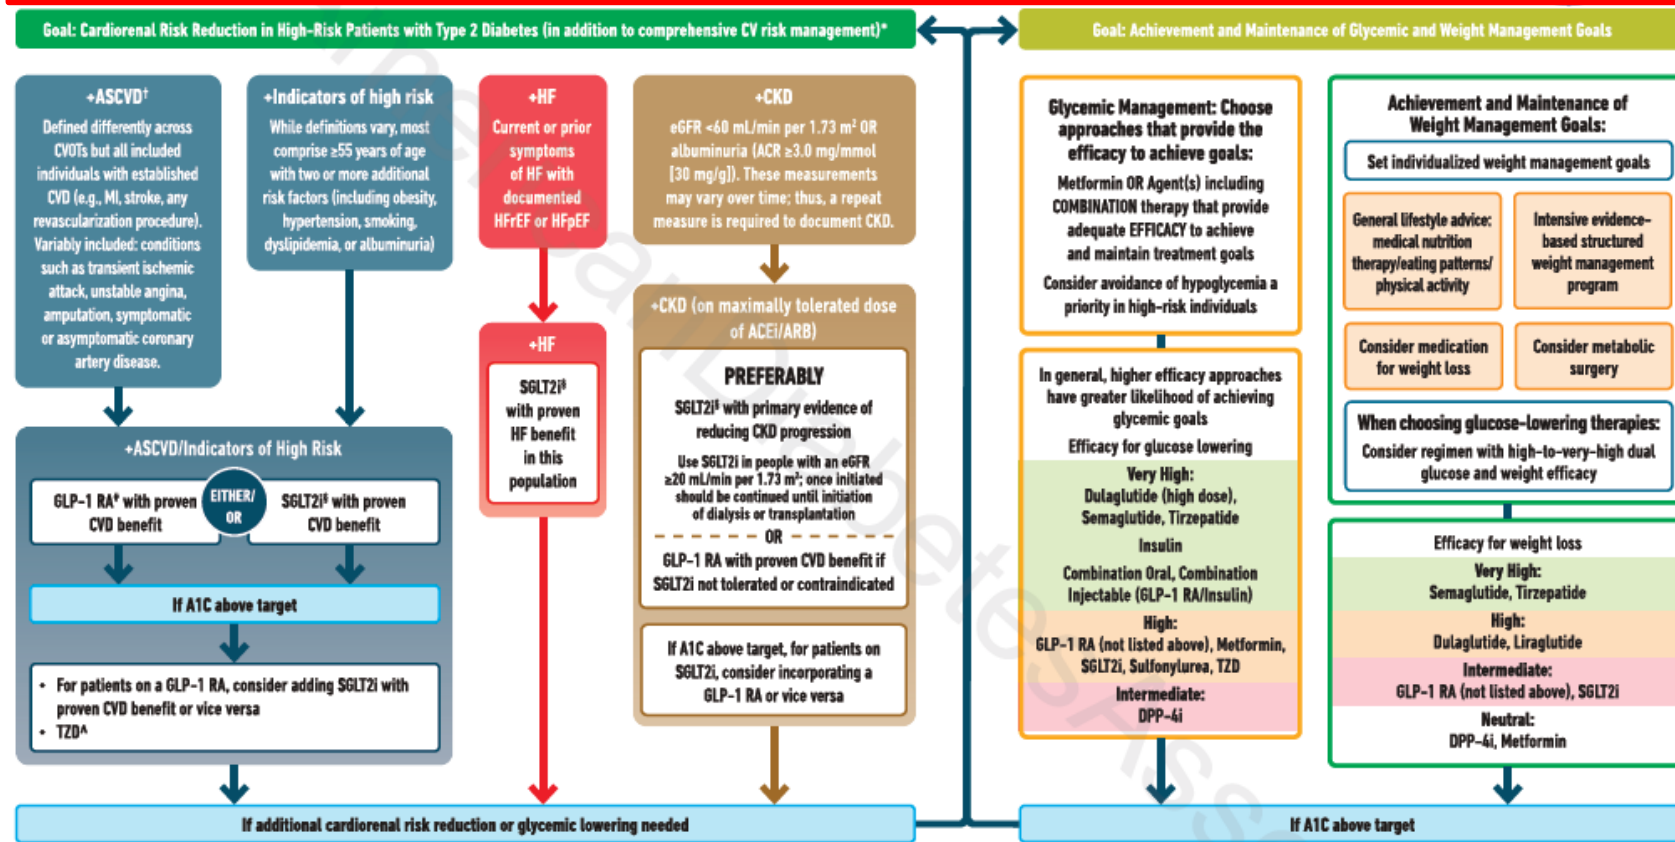 Goal: Cardiorenal Risk Reduction in High-Risk Patients with Type 2 Diabetes (in addition to comprehensive CV risk management)*
+ASCVD†
Defined differently across
CVOTs but all included
individuals with established
CVD (e.g., MI, stroke, any
revascularization procedure).
Variably included: conditions
such as transient ischemic
attack, unstable angina,
amputation, symptomatic
or asymptomatic coronary
artery disease.
+Indicators of high risk
While definitions vary, most
comprise ≥55 years of age
with two or more additional
risk factors (including obesity,
hypertension, smoking,
dyslipidemia, or albuminuria)
+HF
Current or prior
symptoms
of HF with
documented
HFrEF or HFpEF
+CKD
eGFR <60 mL/min per 1.73 m² OR
albuminuria (ACR ≥3.0 mg/mmol
[30 mg/g]). These measurements
may vary over time; thus, a repeat
measure is required to document CKD.
+ASCVD/Indicators of High Risk
GLP-1 RA# with proven
CVD benefit
EITHER/
OR
SGLT2i§ with proven
CVD benefit
If A1C above target
• For patients on a GLP-1 RA, consider adding SGLT2i with
proven CVD benefit or vice versa
• TZD^
+HF
SGLT2i§
with proven
HF benefit
in this
population
+CKD (on maximally tolerated dose
of ACEi/ARB)
PREFERABLY
SGLT2i§ with primary evidence of
reducing CKD progression
Use SGLT2i in people with an eGFR
≥20 mL/min per 1.73 m²; once initiated
should be continued until initiation
of dialysis or transplantation
OR
GLP-1 RA with proven CVD benefit if
SGLT2i not tolerated or contraindicated
If A1C above target, for patients on
SGLT2i, consider incorporating a
GLP-1 RA or vice versa
If additional cardiorenal risk reduction or glycemic lowering needed
Goal: Achievement and Maintenance of Glycemic and Weight Management Goals
Glycemic Management: Choose
approaches that provide the
efficacy to achieve goals:
Metformin OR Agent(s) including
COMBINATION therapy that provide
adequate EFFICACY to achieve
and maintain treatment goals
Consider avoidance of hypoglycemia a
priority in high-risk individuals
In general, higher efficacy approaches
have greater likelihood of achieving
glycemic goals
Efficacy for glucose lowering
Very High:
Dulaglutide (high dose),
Semaglutide, Tirzepatide
Insulin
Combination Oral, Combination
Injectable (GLP-1 RA/Insulin)
High:
GLP-1 RA (not listed above), Metformin,
SGLT2i, Sulfonylurea, TZD
Intermediate:
DPP-4i
Achievement and Maintenance of
Weight Management Goals:
Set individualized weight management goals
General lifestyle advice:
medical nutrition
therapy/eating patterns/
physical activity
Intensive evidence-
based structured
weight management
program
Consider medication
for weight loss
Consider metabolic
surgery
When choosing glucose-lowering therapies:
Consider regimen with high-to-very-high dual
glucose and weight efficacy
Efficacy for weight loss
Very High:
Semaglutide, Tirzepatide
High:
Dulaglutide, Liraglutide
Intermediate:
GLP-1 RA (not listed above), SGLT2i
Neutral:
DPP-4i, Metformin
If A1C above target